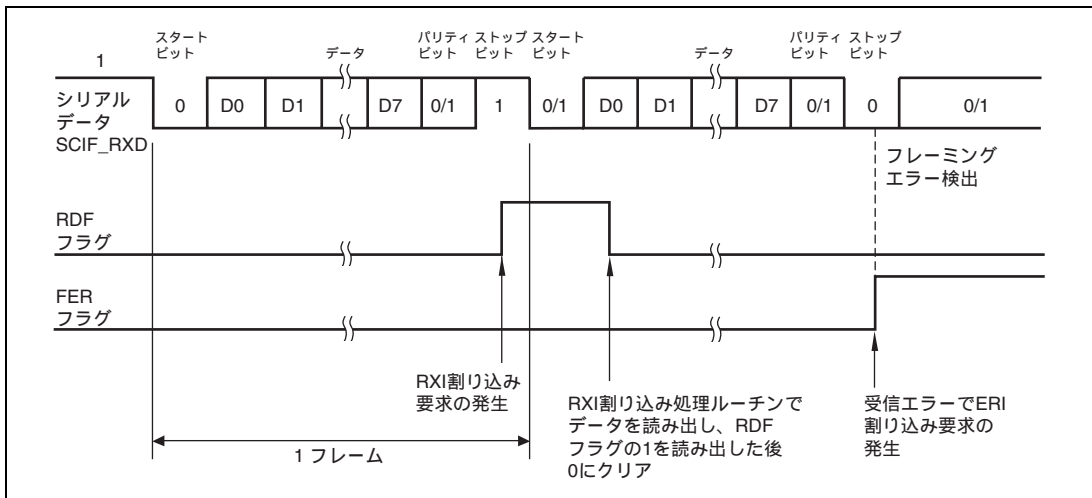 スタート
ビット
データ
パリティ
ビット
ストップ
ビット
スタート
ビット
データ
パリティ
ビット
ストップ
ビット
1
シリアル
データ
SCIF_RXD
0 D0 D1 D7 0/1 1 0/1 D0 D1 D7 0/1 0 0/1
フレーミング
エラー検出
RDF
フラグ
FER
フラグ
RXI割り込み
要求の発生
RXI割り込み処理ルーチンで
データを読み出し、RDF
フラグの1を読み出した後
0にクリア
受信エラーでERI
割り込み要求の
発生
1 フレーム